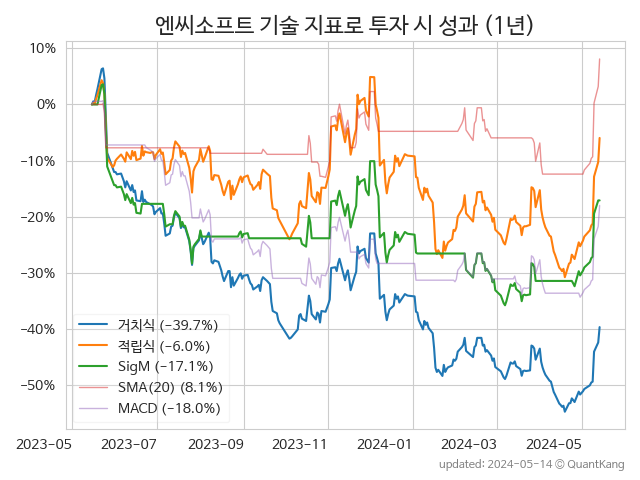 엔씨소프트 기술 지표로 투자 시 성과 (1년)
10%
0%
−10%
−20%
−30%
−40%
−50%
거치식 (−39.7%)
적립식 (−6.0%)
SigM (−17.1%)
SMA(20) (8.1%)
MACD (−18.0%)
2023−05 2023−07 2023−09 2023−11 2024−01 2024−03 2024−05
updated: 2024-05-14 © QuantKang